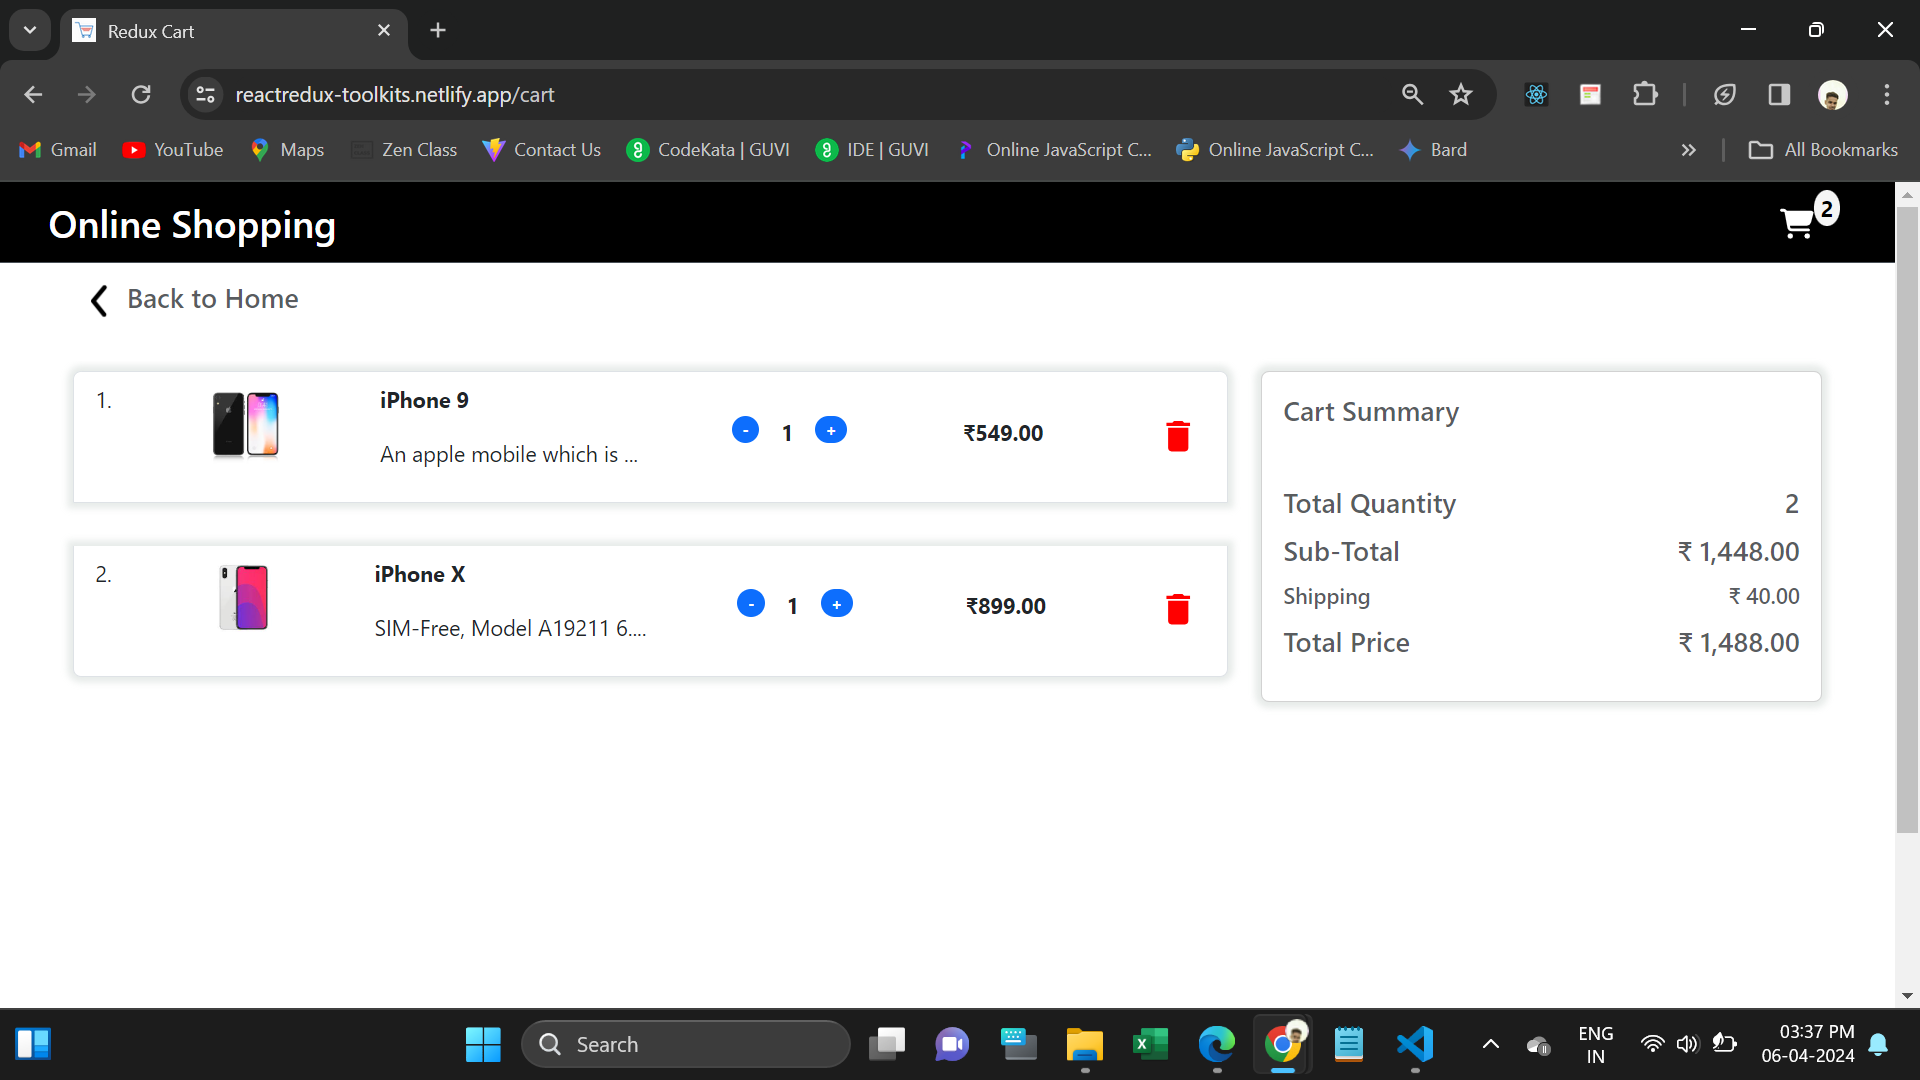 Redux Cart
reactredux-toolkits.netlify.app/cart
Gmail YouTube Maps Zen Class Contact Us CodeKata | GUVI IDE | GUVI Online JavaScript C... Online JavaScript C... Bard All Bookmarks
Online Shopping 2
Back to Home
1. iPhone 9
An apple mobile which is ...
- 1 + ₹549.00
2. iPhone X
SIM-Free, Model A19211 6....
- 1 + ₹899.00
Cart Summary
Total Quantity 2
Sub-Total ₹ 1,448.00
Shipping ₹ 40.00
Total Price ₹ 1,488.00
Search
ENG
IN
03:37 PM
06-04-2024